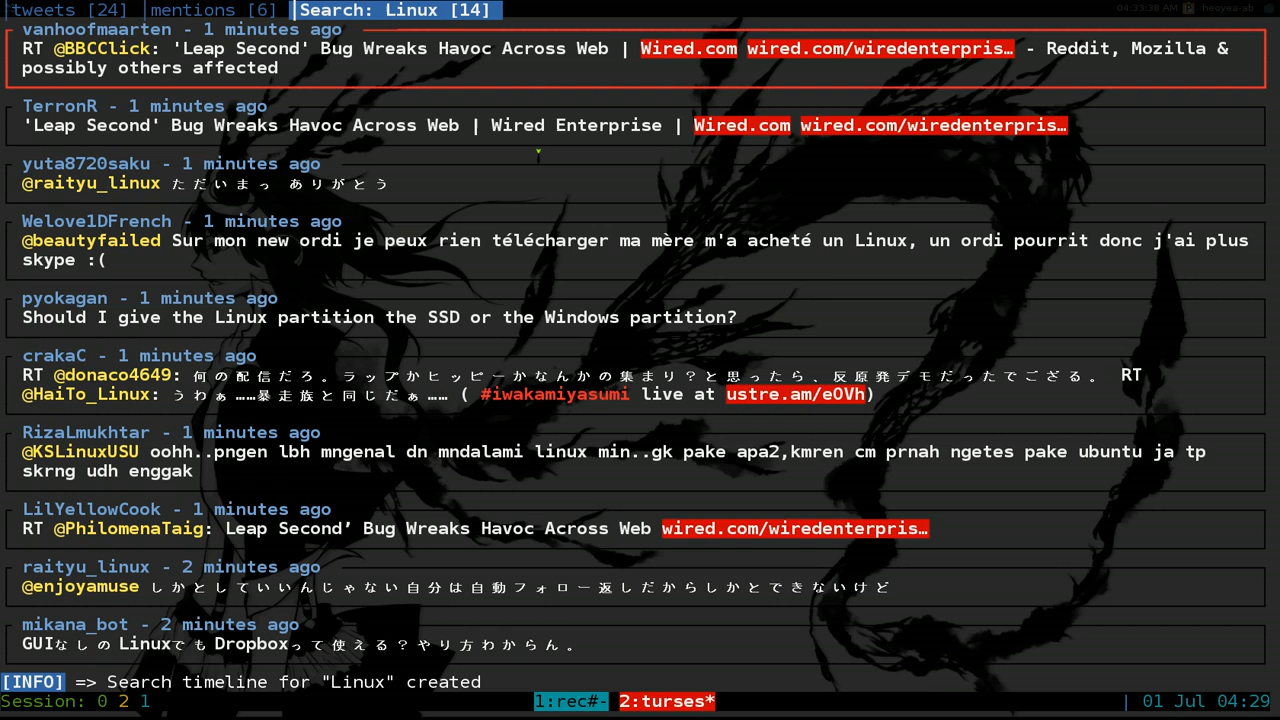 tweets [24] |mentions [6] |Search: Linux [14]
04:33:38 AM P heoyea-ab
vanhoofmaarten - 1 minutes ago
RT @BBCClick: 'Leap Second' Bug Wreaks Havoc Across Web | Wired.com wired.com/wiredenterpris… - Reddit, Mozilla &
possibly others affected
TerronR - 1 minutes ago
'Leap Second' Bug Wreaks Havoc Across Web | Wired Enterprise | Wired.com wired.com/wiredenterpris…
yuta8720saku - 1 minutes ago
@raityu_linux ただいまっ ありがとう
Welove1DFrench - 1 minutes ago
@beautyfailed Sur mon new ordi je peux rien télécharger ma mère m'a acheté un Linux, un ordi pourrit donc j'ai plus
skype :(
pyokagan - 1 minutes ago
Should I give the Linux partition the SSD or the Windows partition?
crakaC - 1 minutes ago
RT @donaco4649: 何の配信だろ。ラップかヒッピーかなんかの集まり？と思ったら、反原発デモだったでござる。 RT
@HaiTo_Linux: うわぁ……暴走族と同じだぁ…… ( #iwakamiyasumi live at ustre.am/eOVh)
RizaLmukhtar - 1 minutes ago
@KSLinuxUSU oohh..pngen lbh mngenal dn mndalami linux min..gk pake apa2,kmren cm prnah ngetes pake ubuntu ja tp
skrng udh enggak
LilYellowCook - 1 minutes ago
RT @PhilomenaTaig: Leap Second’ Bug Wreaks Havoc Across Web wired.com/wiredenterpris…
raityu_linux - 2 minutes ago
@enjoyamuse しかとしていいんじゃない自分は自動フォロー返しだからしかとできないけど
mikana_bot - 2 minutes ago
GUIなしのLinuxでもDropboxって使える？やり方わからん。
[INFO] => Search timeline for "Linux" created
Session: 0 2 1 1:rec#- 2:turses* | 01 Jul 04:29